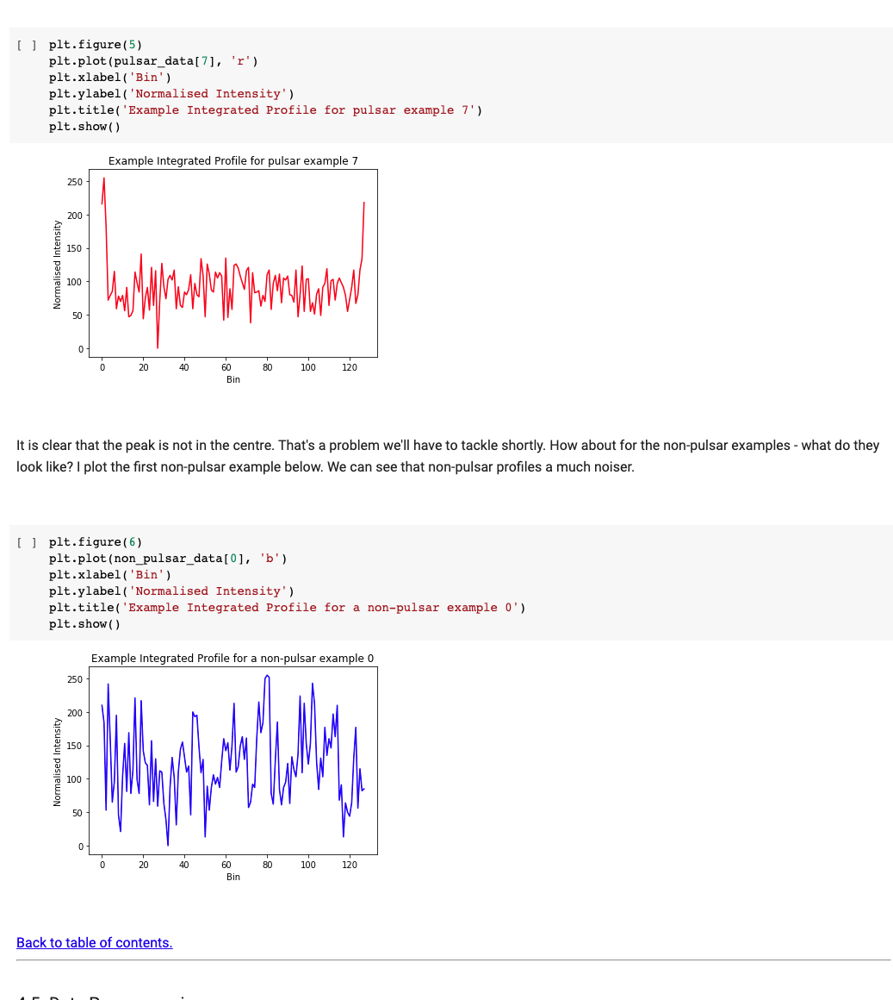 [ ] plt.figure(5)
plt.plot(pulsar_data[7], 'r')
plt.xlabel('Bin')
plt.ylabel('Normalised Intensity')
plt.title('Example Integrated Profile for pulsar example 7')
plt.show()
Example Integrated Profile for pulsar example 7
250
200
150
100
50
0
Normalised Intensity
0 20 40 60 80 100 120
Bin
It is clear that the peak is not in the centre. That's a problem we'll have to tackle shortly. How about for the non-pulsar examples - what do they
look like? I plot the first non-pulsar example below. We can see that non-pulsar profiles a much noiser.
[ ] plt.figure(6)
plt.plot(non_pulsar_data[0], 'b')
plt.xlabel('Bin')
plt.ylabel('Normalised Intensity')
plt.title('Example Integrated Profile for a non-pulsar example 0')
plt.show()
Example Integrated Profile for a non-pulsar example 0
250
200
150
100
50
0
Normalised Intensity
0 20 40 60 80 100 120
Bin
Back to table of contents.